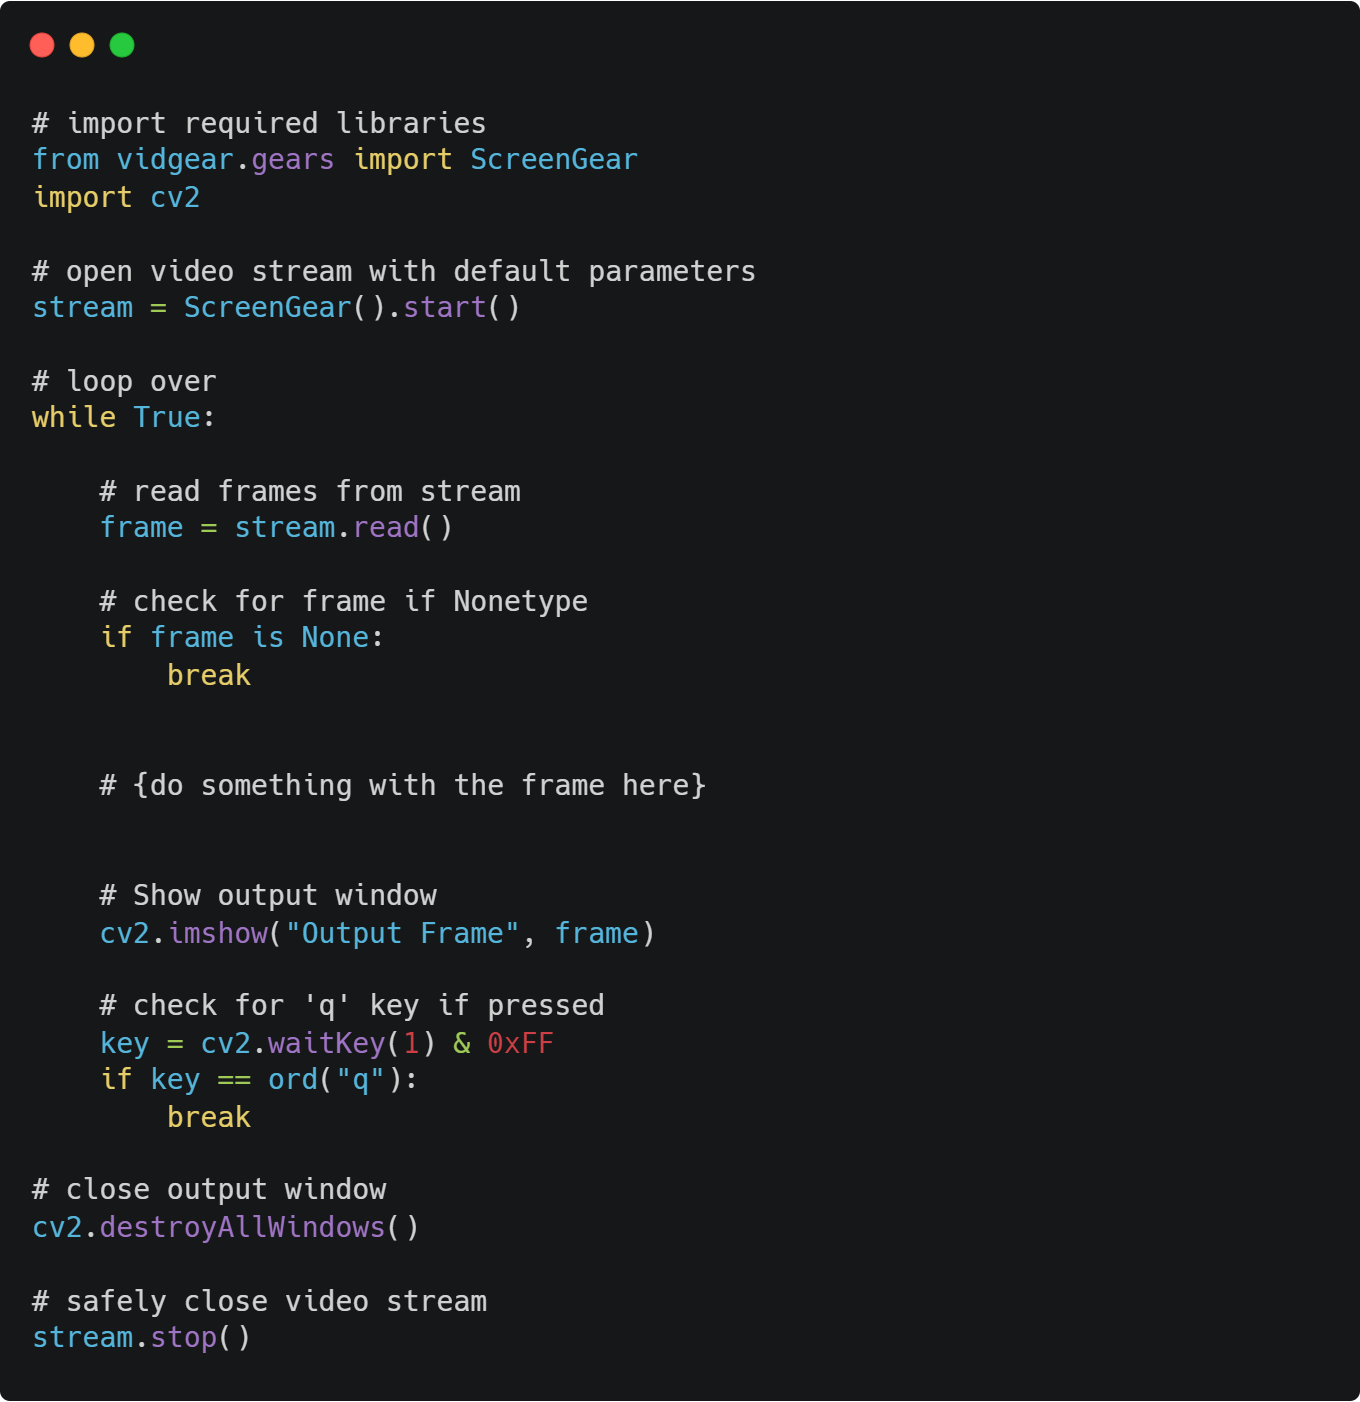 # import required libraries
from vidgear.gears import ScreenGear
import cv2

# open video stream with default parameters
stream = ScreenGear().start()

# loop over
while True:

    # read frames from stream
    frame = stream.read()

    # check for frame if Nonetype
    if frame is None:
        break


    # {do something with the frame here}


    # Show output window
    cv2.imshow("Output Frame", frame)

    # check for 'q' key if pressed
    key = cv2.waitKey(1) & 0xFF
    if key == ord("q"):
        break

# close output window
cv2.destroyAllWindows()

# safely close video stream
stream.stop()